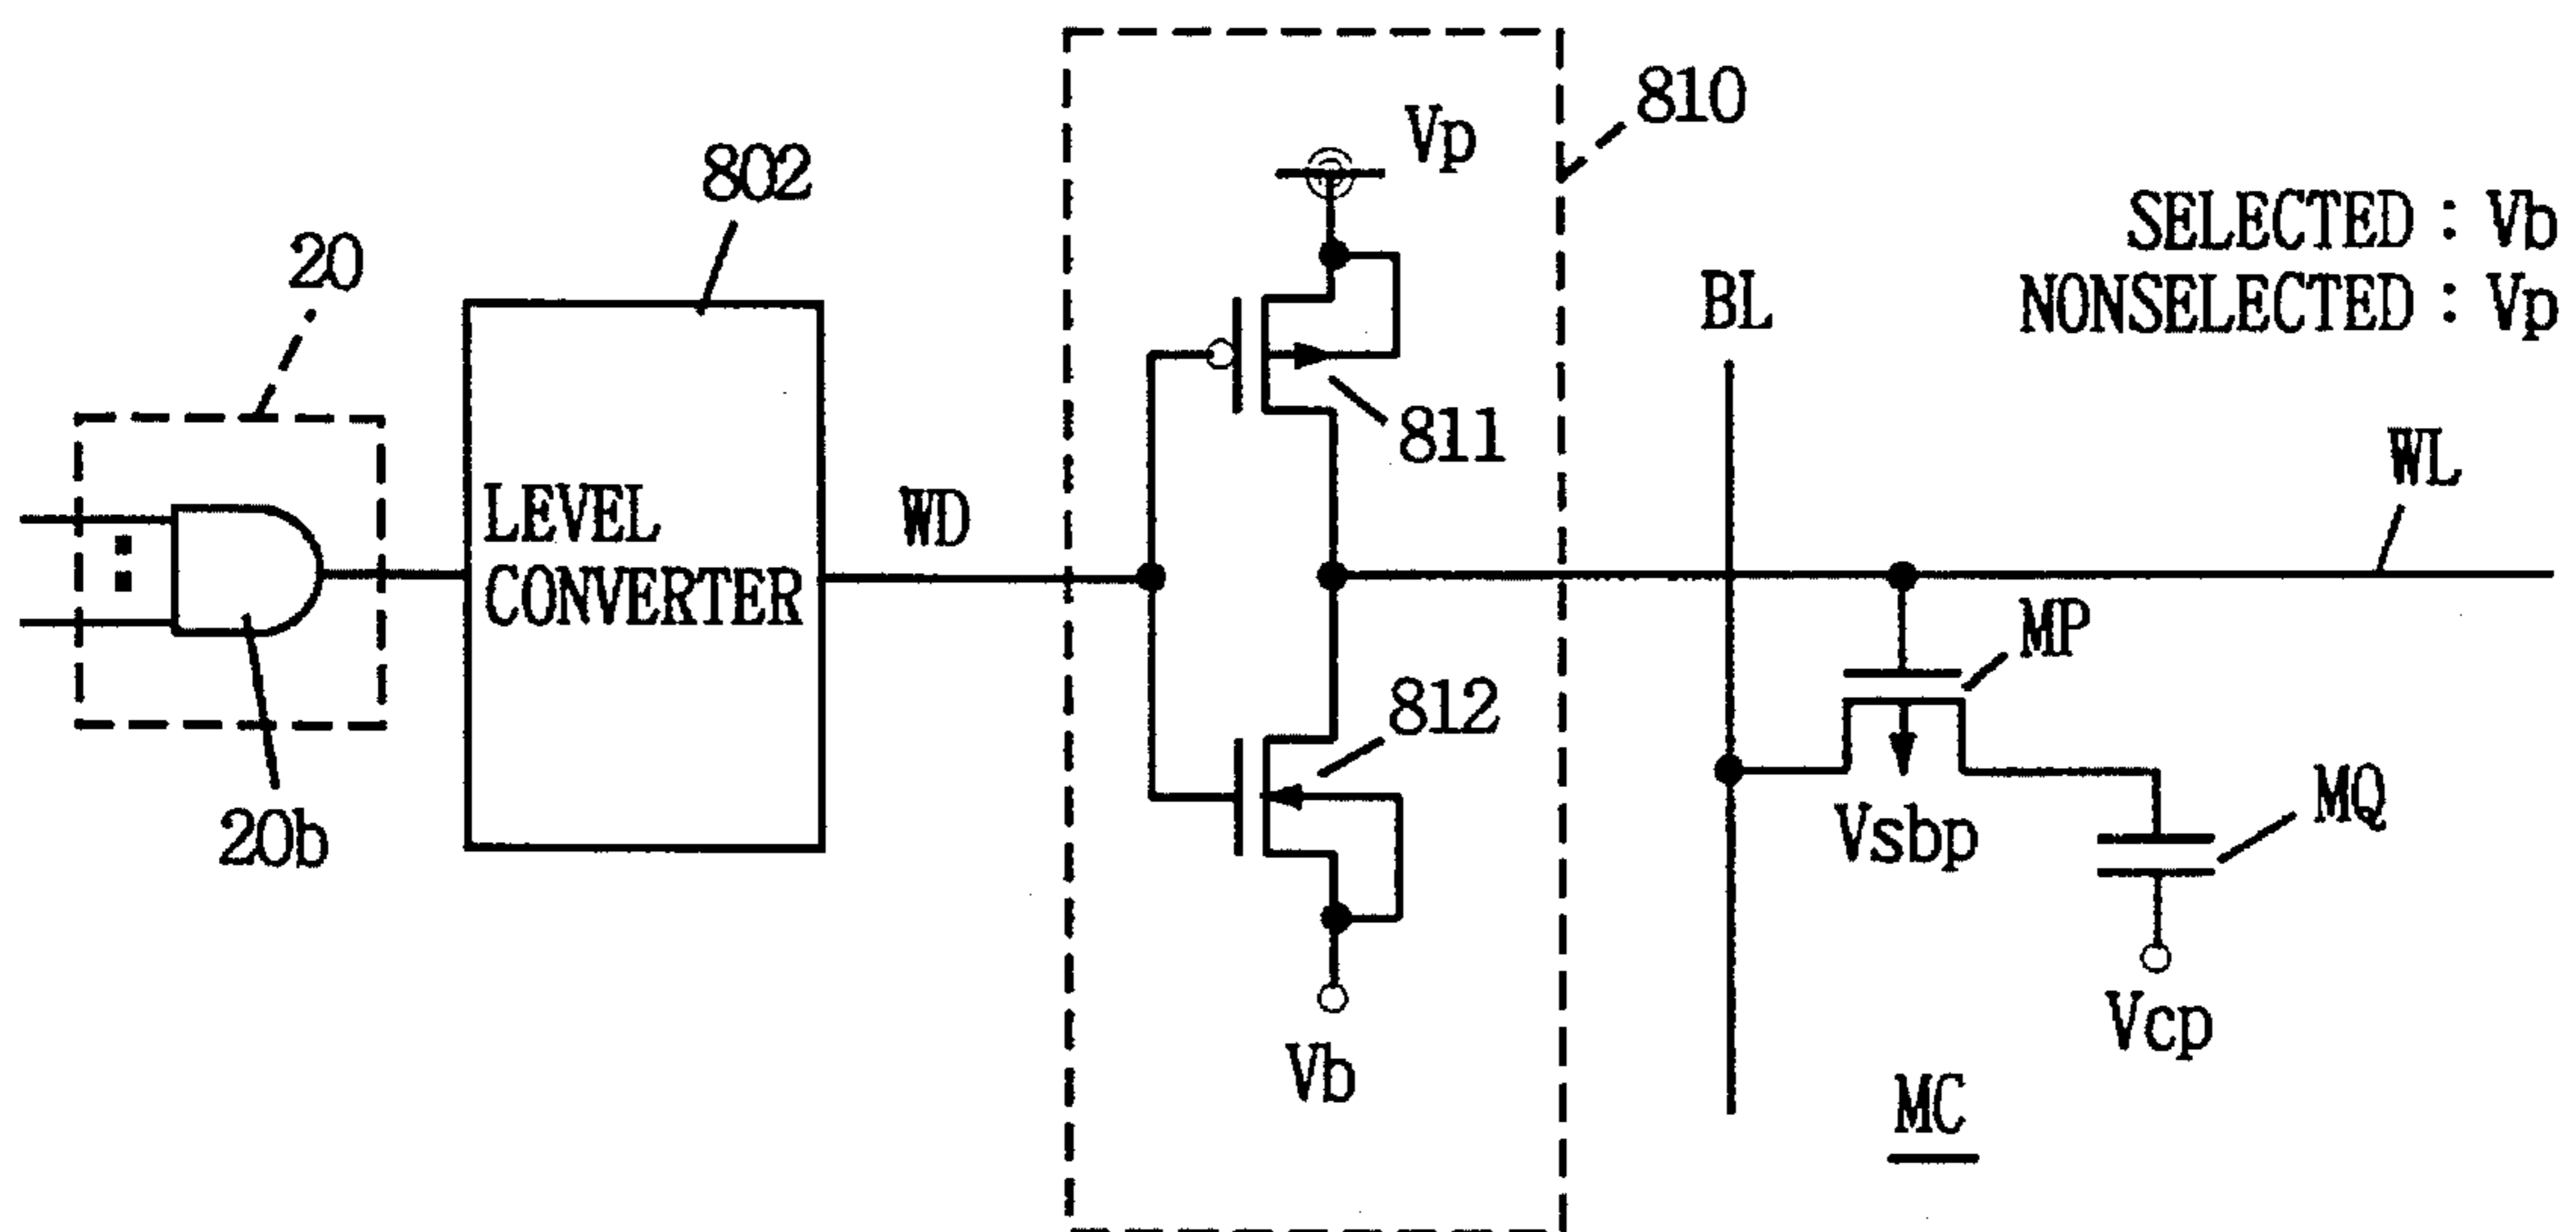 810
Vp
802
SELECTED : Vb
NONSELECTED : Vp
20
BL
811
WL
LEVEL
CONVERTER
WD
MP
812
MQ
Vsbp
20b
Vcp
Vb
MC